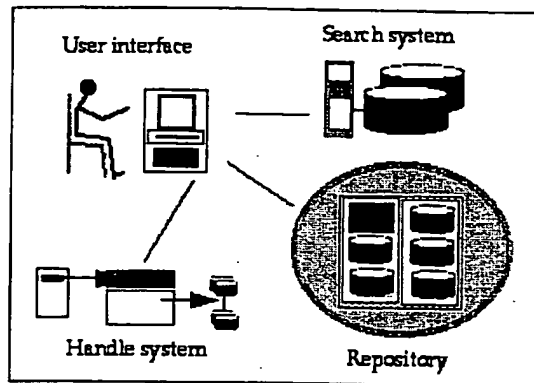 User interface
Search system
Handle system
Repository